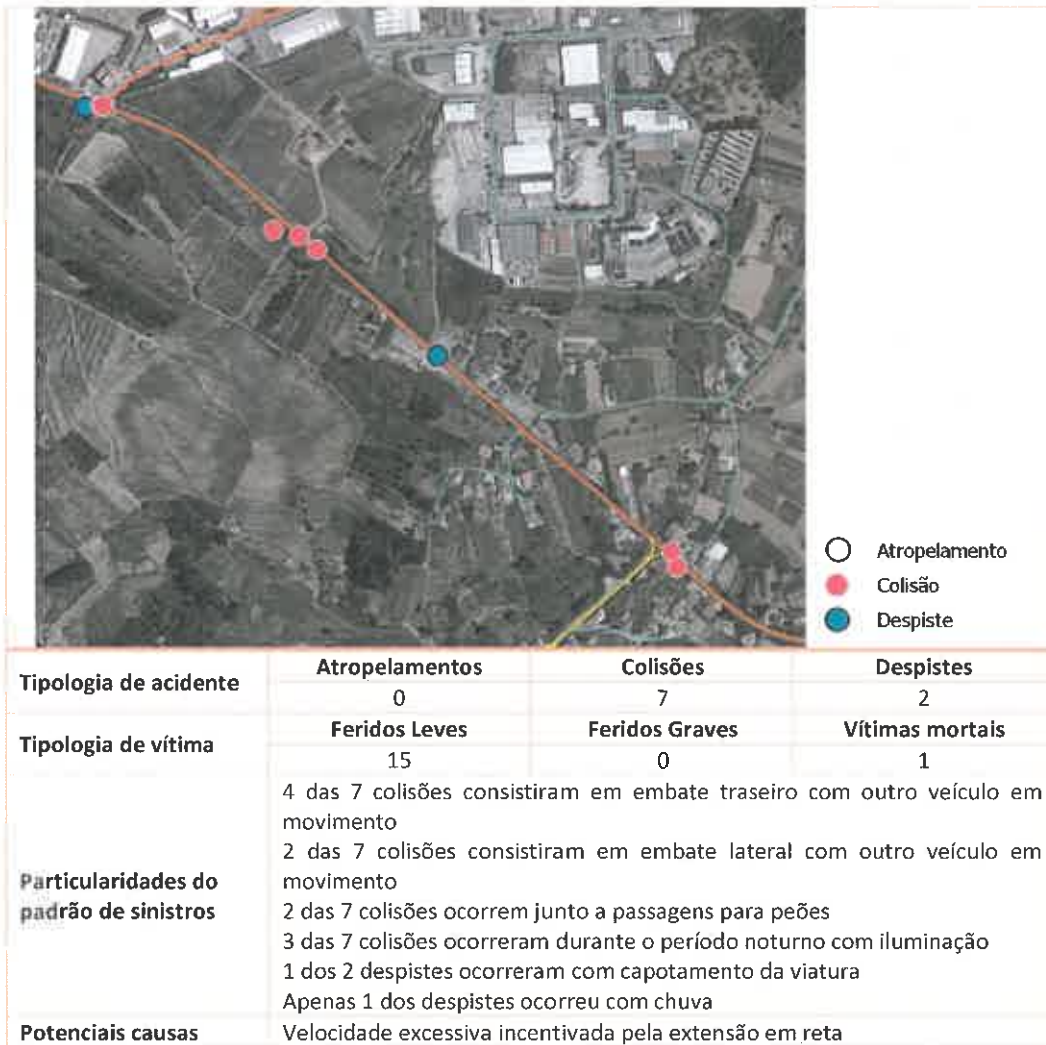 Atropelamento
Colisão
Despiste
Tipologia de acidente
Atropelamentos Colisões Despistes
0 7 2
Tipologia de vítima
Feridos Leves Feridos Graves Vítimas mortais
15 0 1
Particularidades do
padrão de sinistros
4 das 7 colisões consistiram em embate traseiro com outro veículo em
movimento
2 das 7 colisões consistiram em embate lateral com outro veículo em
movimento
2 das 7 colisões ocorrem junto a passagens para peões
3 das 7 colisões ocorreram durante o período noturno com iluminação
1 dos 2 despistes ocorreram com capotamento da viatura
Apenas 1 dos despistes ocorreu com chuva
Potenciais causas Velocidade excessiva incentivada pela extensão em reta